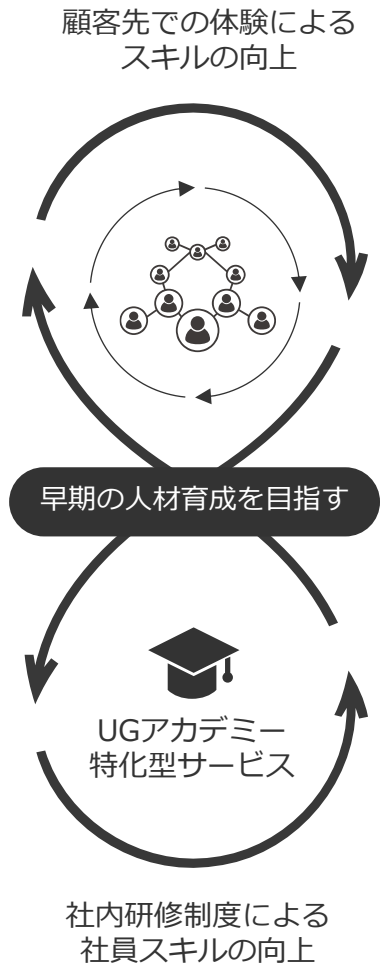 顧客先での体験による
スキルの向上
早期の人材育成を目指す
UGアカデミー
特化型サービス
社内研修制度による
社員スキルの向上